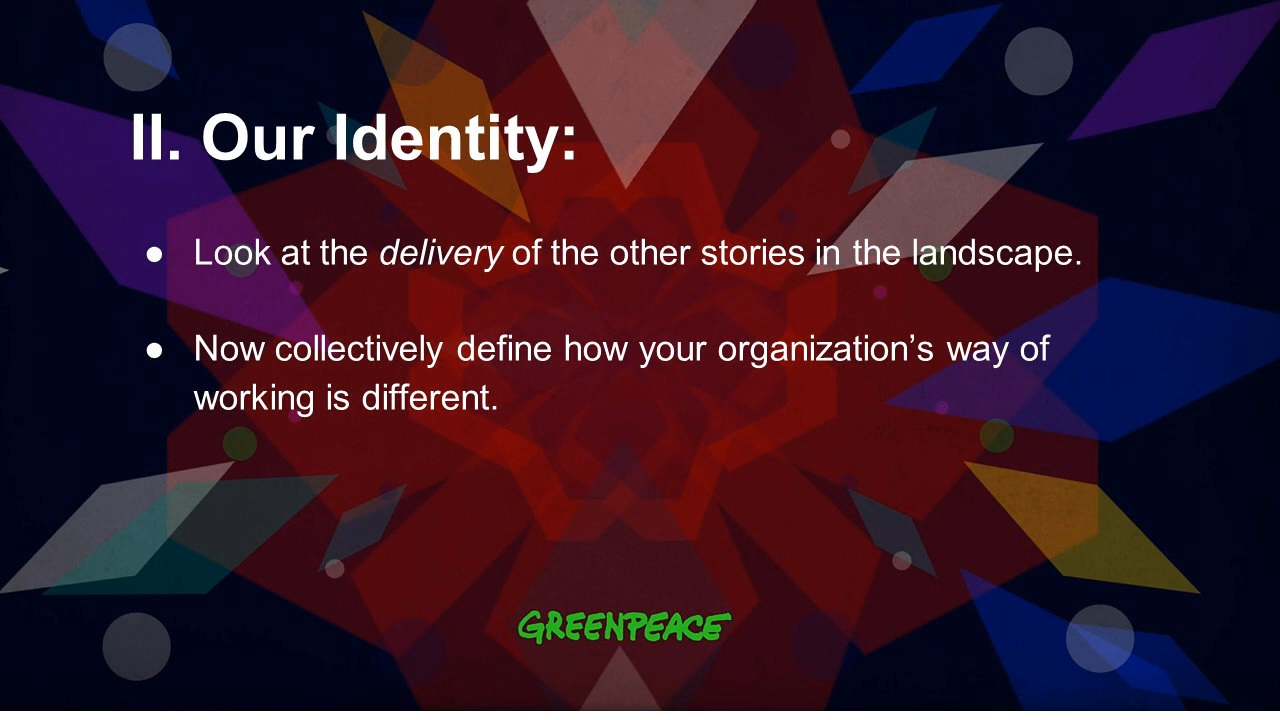 II. Our Identity:
● Look at the delivery of the other stories in the landscape.
● Now collectively define how your organization’s way of
working is different.
GREENPEACE